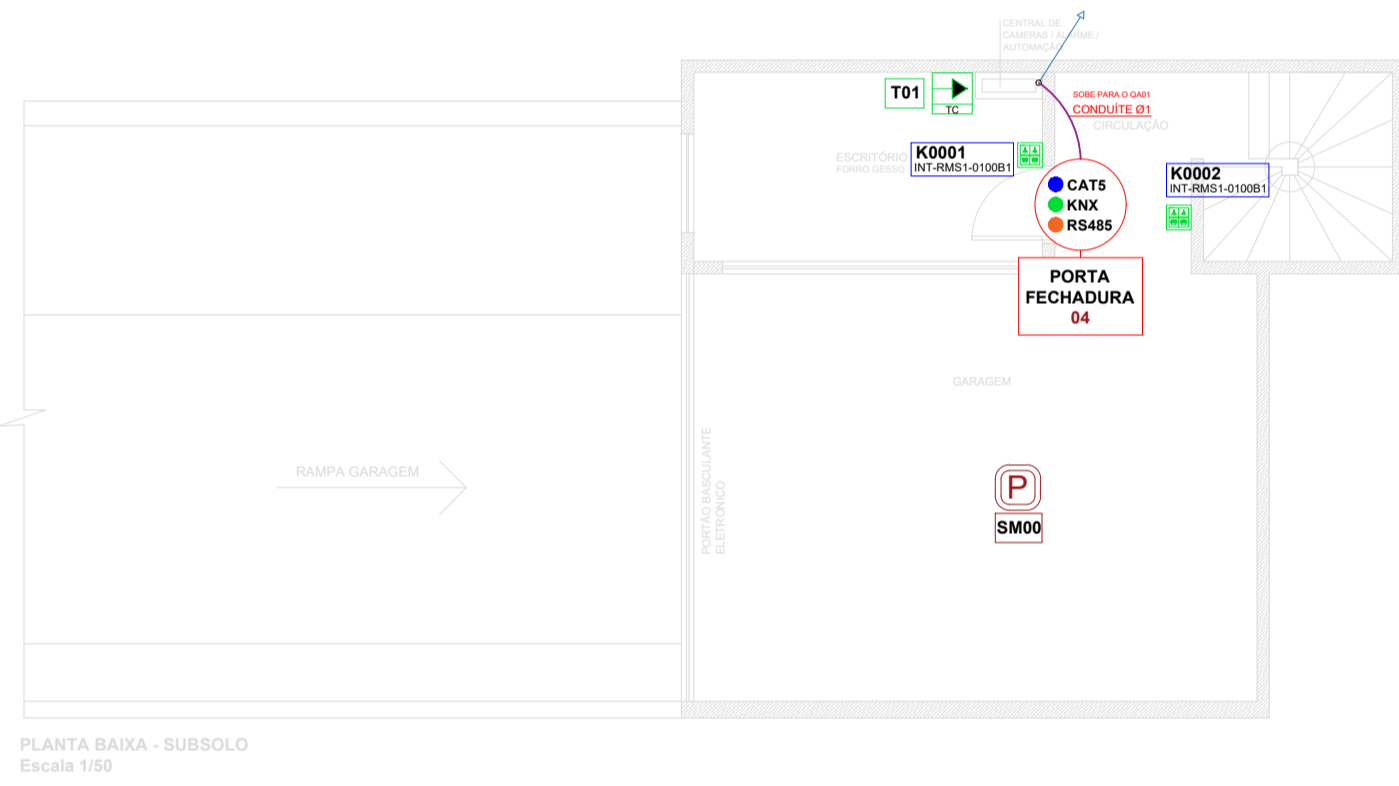 CENTRAL DE
CAMERAS / ALARME /
AUTOMAÇÃO
T01
TC
SOBE PARA O QA01
CONDUÍTE Ø1
CIRCULAÇÃO
ESCRITÓRIO
FORRO GESSO
K0001
INT-RMS1-0100B1
K0002
INT-RMS1-0100B1
CAT5
KNX
RS485
PORTA
FECHADURA
04
GARAGEM
RAMPA GARAGEM
PORTÃO BASCULANTE
ELETRÔNICO
P
SM00
PLANTA BAIXA - SUBSOLO
Escala 1/50